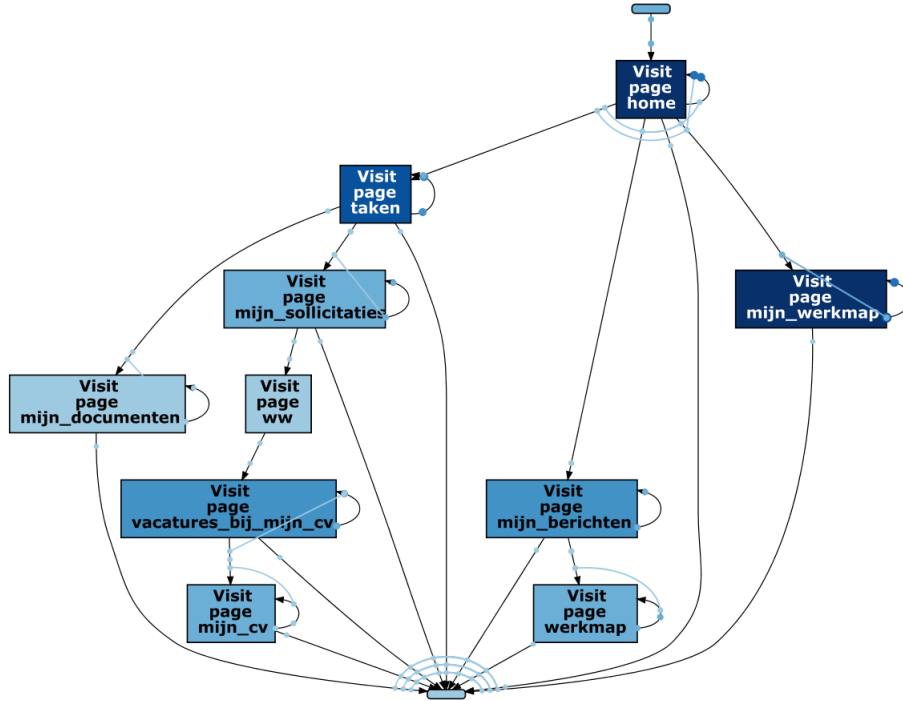 Visit
page
home
Visit
page
taken
Visit
page
mijn_sollicitaties
Visit
page
mijn_werkmap
Visit
page
mijn_documenten
Visit
page
ww
Visit
page
vacatures_bij_mijn_cv
Visit
page
mijn_berichten
Visit
page
mijn_cv
Visit
page
werkmap